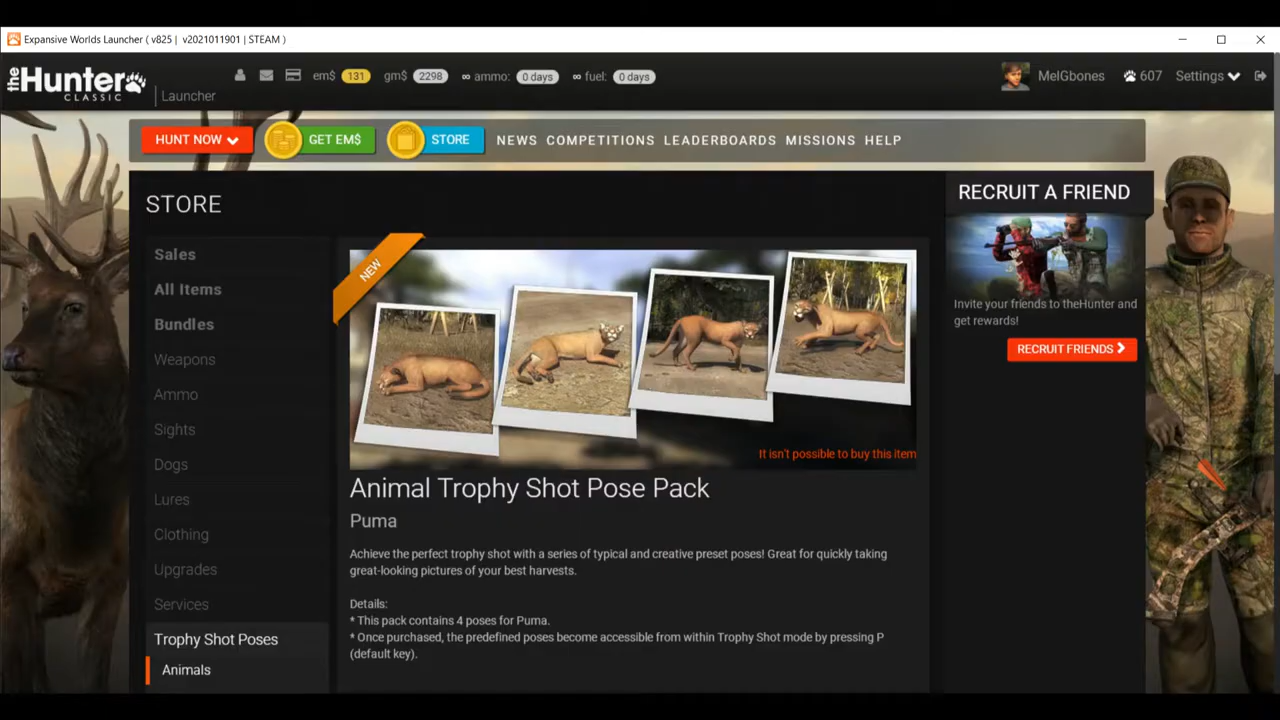 Expansive Worlds Launcher ( v825 | v2021011901 | STEAM )
theHunter CLASSIC | Launcher
em$ 131 gm$ 2298 ∞ ammo: 0 days ∞ fuel: 0 days
MelGbones 607 Settings
HUNT NOW GET EM$ STORE NEWS COMPETITIONS LEADERBOARDS MISSIONS HELP
STORE
Sales
All Items
Bundles
Weapons
Ammo
Sights
Dogs
Lures
Clothing
Upgrades
Services
Trophy Shot Poses
Animals
NEW
It isn't possible to buy this item
Animal Trophy Shot Pose Pack
Puma
Achieve the perfect trophy shot with a series of typical and creative preset poses! Great for quickly taking
great-looking pictures of your best harvests.
Details:
* This pack contains 4 poses for Puma.
* Once purchased, the predefined poses become accessible from within Trophy Shot mode by pressing P
(default key).
RECRUIT A FRIEND
Invite your friends to theHunter and
get rewards!
RECRUIT FRIENDS